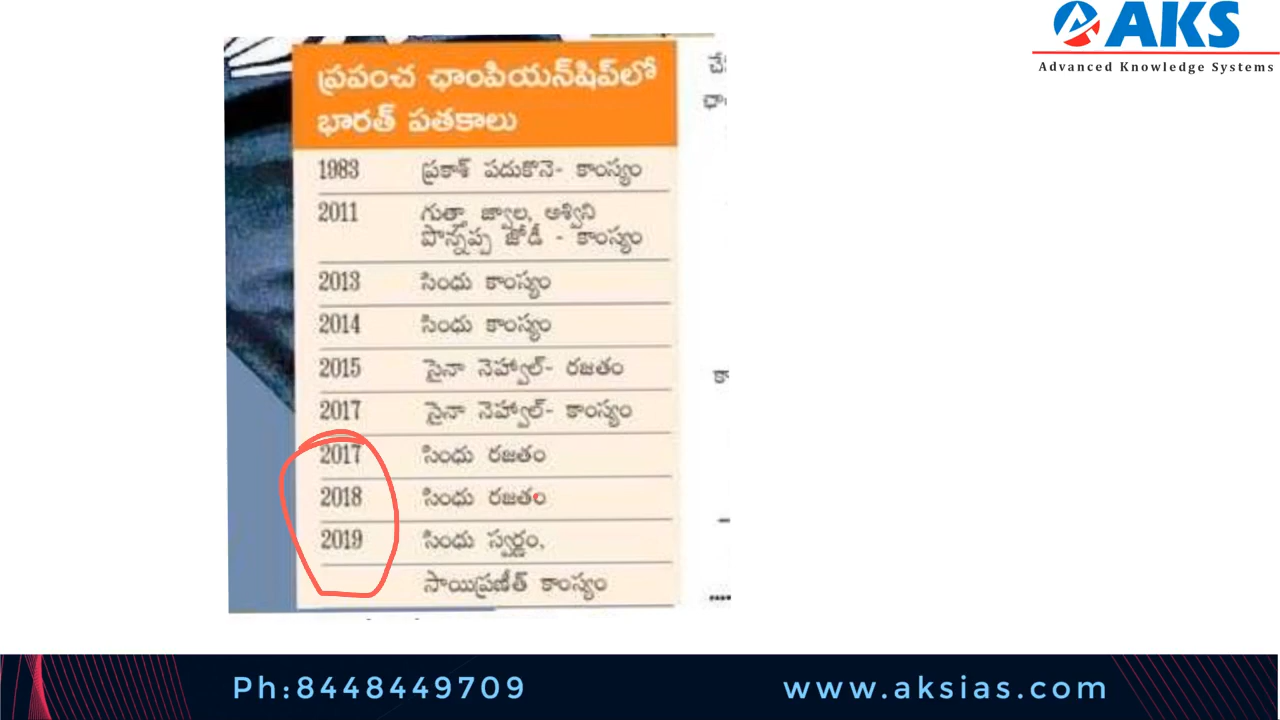 AKS
Advanced Knowledge Systems
ప్రపంచ ఛాంపియన్‌షిప్‌లో
భారత్ పతకాలు
1983 ప్రకాశ్ పదుకొనె- కాంస్యం
2011 గుత్తా జ్వాల, అశ్విని
పొన్నప్ప జోడీ - కాంస్యం
2013 సింధు కాంస్యం
2014 సింధు కాంస్యం
2015 సైనా నెహ్వాల్- రజతం
2017 సైనా నెహ్వాల్- కాంస్యం
2017 సింధు రజతం
2018 సింధు రజతం
2019 సింధు స్వర్ణం,
సాయిప్రణీత్ కాంస్యం
Ph:8448449709
www.aksias.com